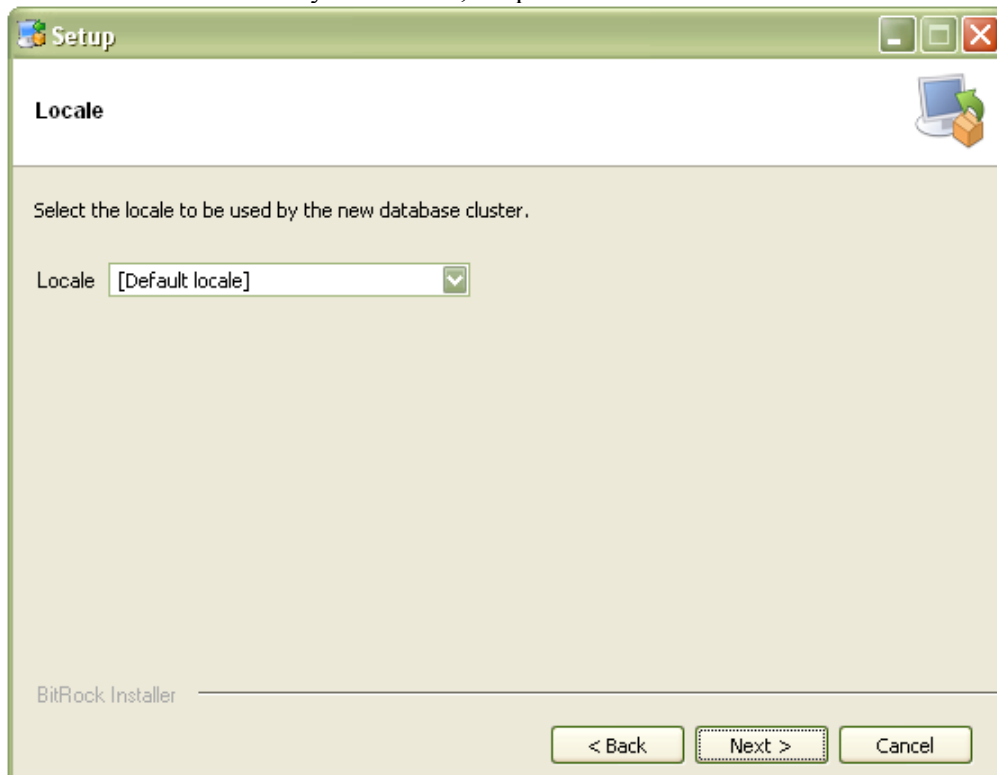 Setup
Locale
Select the locale to be used by the new database cluster.
Locale [Default locale]
BitRock Installer
< Back Next > Cancel